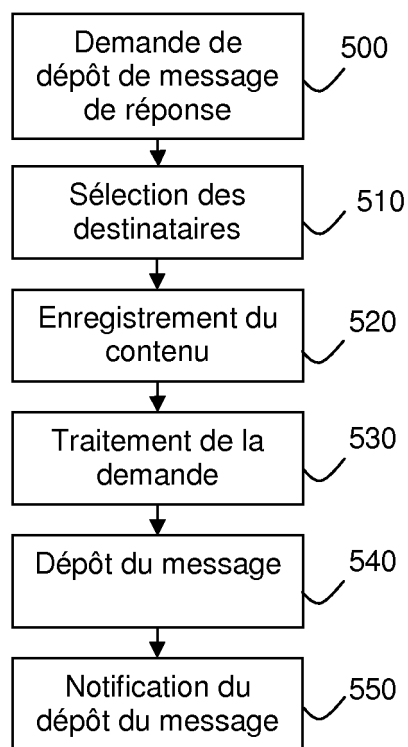 Demande de
dépôt de message
de réponse
500
Sélection des
destinataires
510
Enregistrement du
contenu
520
Traitement de la
demande
530
Dépôt du message
540
Notification du
dépôt du message
550